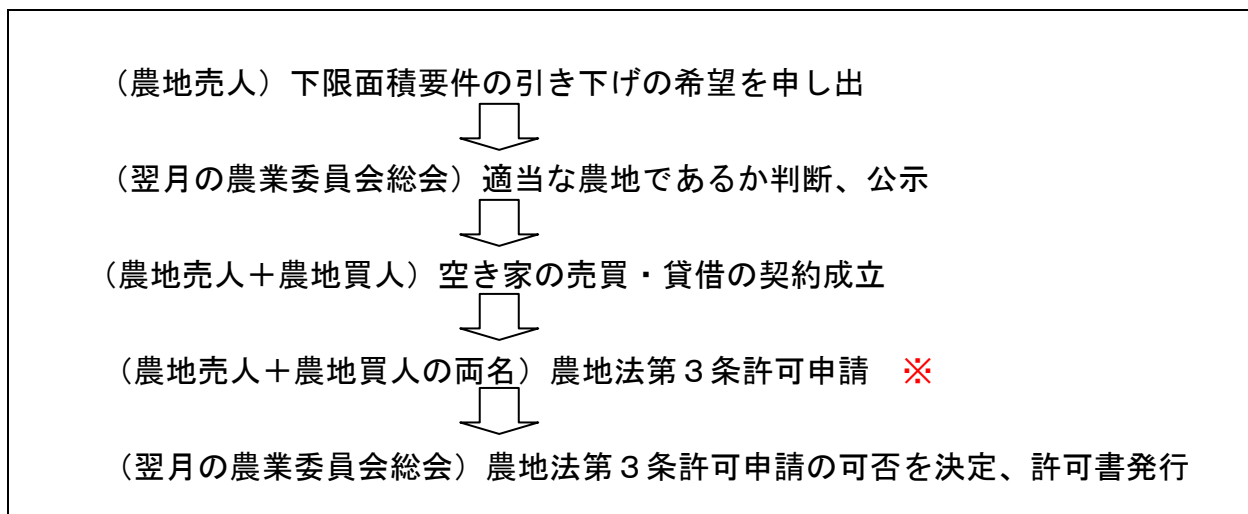 （農地売人）下限面積要件の引き下げの希望を申し出
（翌月の農業委員会総会）適当な農地であるか判断、公示
（農地売人＋農地買人）空き家の売買・貸借の契約成立
（農地売人＋農地買人の両名）農地法第３条許可申請　※
（翌月の農業委員会総会）農地法第３条許可申請の可否を決定、許可書発行